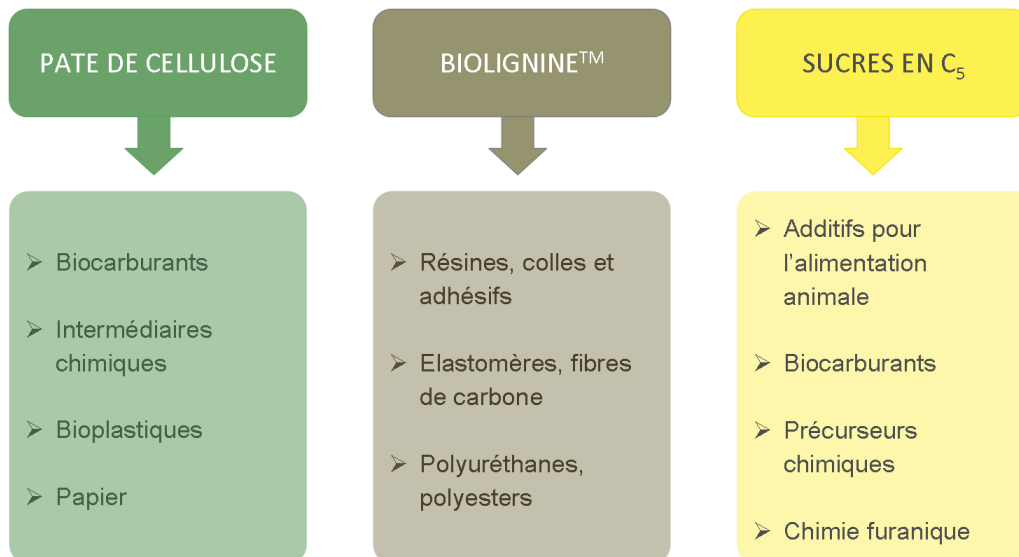 PATE DE CELLULOSE
Biocarburants
Intermédiaires
chimiques
Bioplastiques
Papier
BIOLIGNINE™
Résines, colles et
adhésifs
Elastomères, fibres
de carbone
Polyuréthanes,
polyesters
SUCRES EN C₅
Additifs pour
l’alimentation
animale
Biocarburants
Précurseurs
chimiques
Chimie furanique